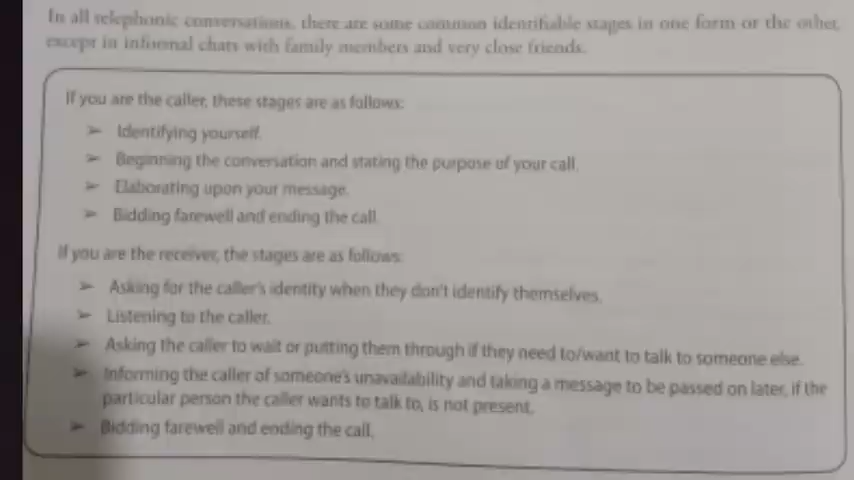 In all telephonic conversations, there are some common identifiable stages in one form or the other,
except in informal chats with family members and very close friends.
If you are the caller, these stages are as follows:
➢ Identifying yourself.
➢ Beginning the conversation and stating the purpose of your call.
➢ Elaborating upon your message.
➢ Bidding farewell and ending the call.
If you are the receiver, the stages are as follows:
➢ Asking for the caller's identity when they don't identify themselves.
➢ Listening to the caller.
➢ Asking the caller to wait or putting them through if they need to/want to talk to someone else.
➢ Informing the caller of someone's unavailability and taking a message to be passed on later, if the
particular person the caller wants to talk to, is not present.
➢ Bidding farewell and ending the call.